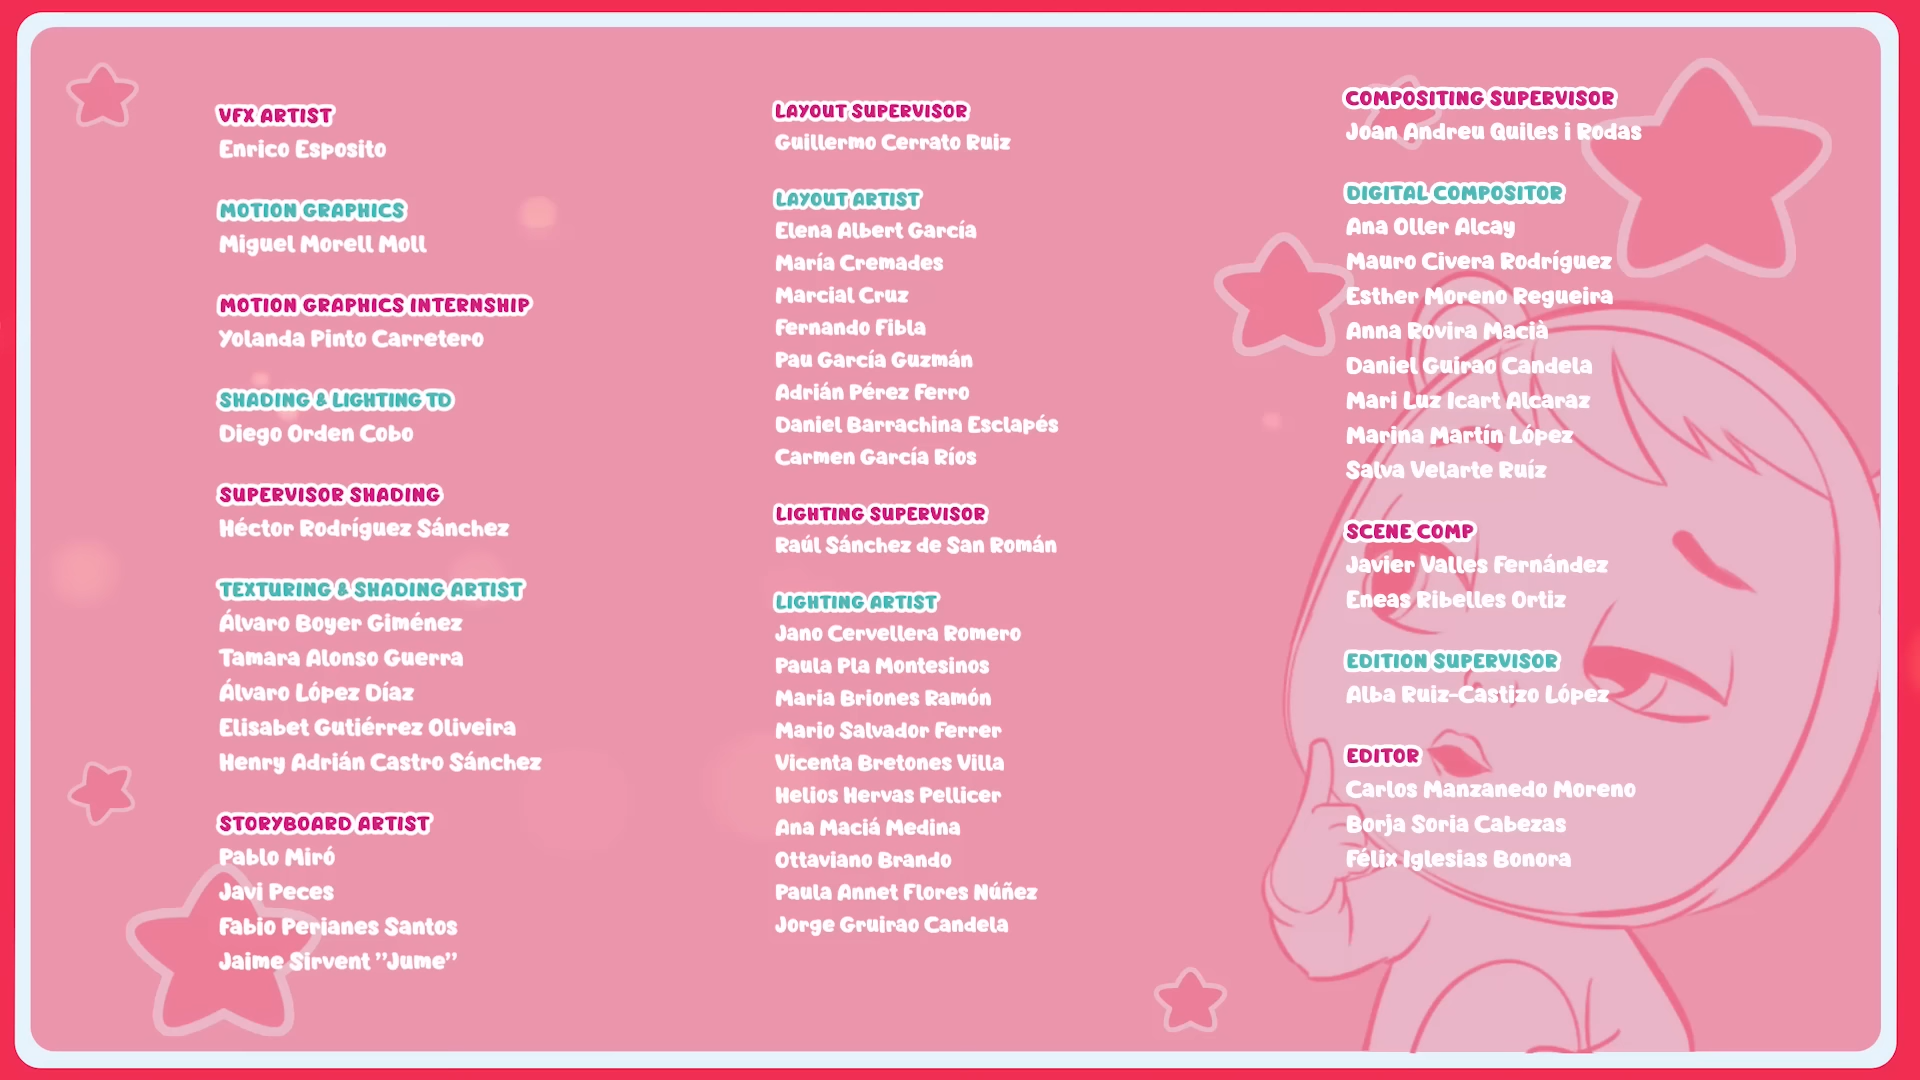 VFX ARTIST
Enrico Esposito
MOTION GRAPHICS
Miguel Morell Moll
MOTION GRAPHICS INTERNSHIP
Yolanda Pinto Carretero
SHADING & LIGHTING TD
Diego Orden Cobo
SUPERVISOR SHADING
Héctor Rodríguez Sánchez
TEXTURING & SHADING ARTIST
Álvaro Boyer Giménez
Tamara Alonso Guerra
Álvaro López Díaz
Elisabet Gutiérrez Oliveira
Henry Adrián Castro Sánchez
STORYBOARD ARTIST
Pablo Miró
Javi Peces
Fabio Perianes Santos
Jaime Sirvent "Jume"
LAYOUT SUPERVISOR
Guillermo Cerrato Ruiz
LAYOUT ARTIST
Elena Albert García
María Cremades
Marcial Cruz
Fernando Fibla
Pau García Guzmán
Adrián Pérez Ferro
Daniel Barrachina Esclapés
Carmen García Ríos
LIGHTING SUPERVISOR
Raúl Sánchez de San Román
LIGHTING ARTIST
Jano Cervellera Romero
Paula Pla Montesinos
Maria Briones Ramón
Mario Salvador Ferrer
Vicenta Bretones Villa
Helios Hervas Pellicer
Ana Maciá Medina
Ottaviano Brando
Paula Annet Flores Núñez
Jorge Gruirao Candela
COMPOSITING SUPERVISOR
Joan Andreu Quiles i Rodas
DIGITAL COMPOSITOR
Ana Oller Alcay
Mauro Civera Rodríguez
Esther Moreno Regueira
Anna Rovira Macià
Daniel Guirao Candela
Mari Luz Icart Alcaraz
Marina Martín López
Salva Velarte Ruíz
SCENE COMP
Javier Valles Fernández
Eneas Ribelles Ortiz
EDITION SUPERVISOR
Alba Ruiz-Castizo López
EDITOR
Carlos Manzanedo Moreno
Borja Soria Cabezas
Félix Iglesias Bonora